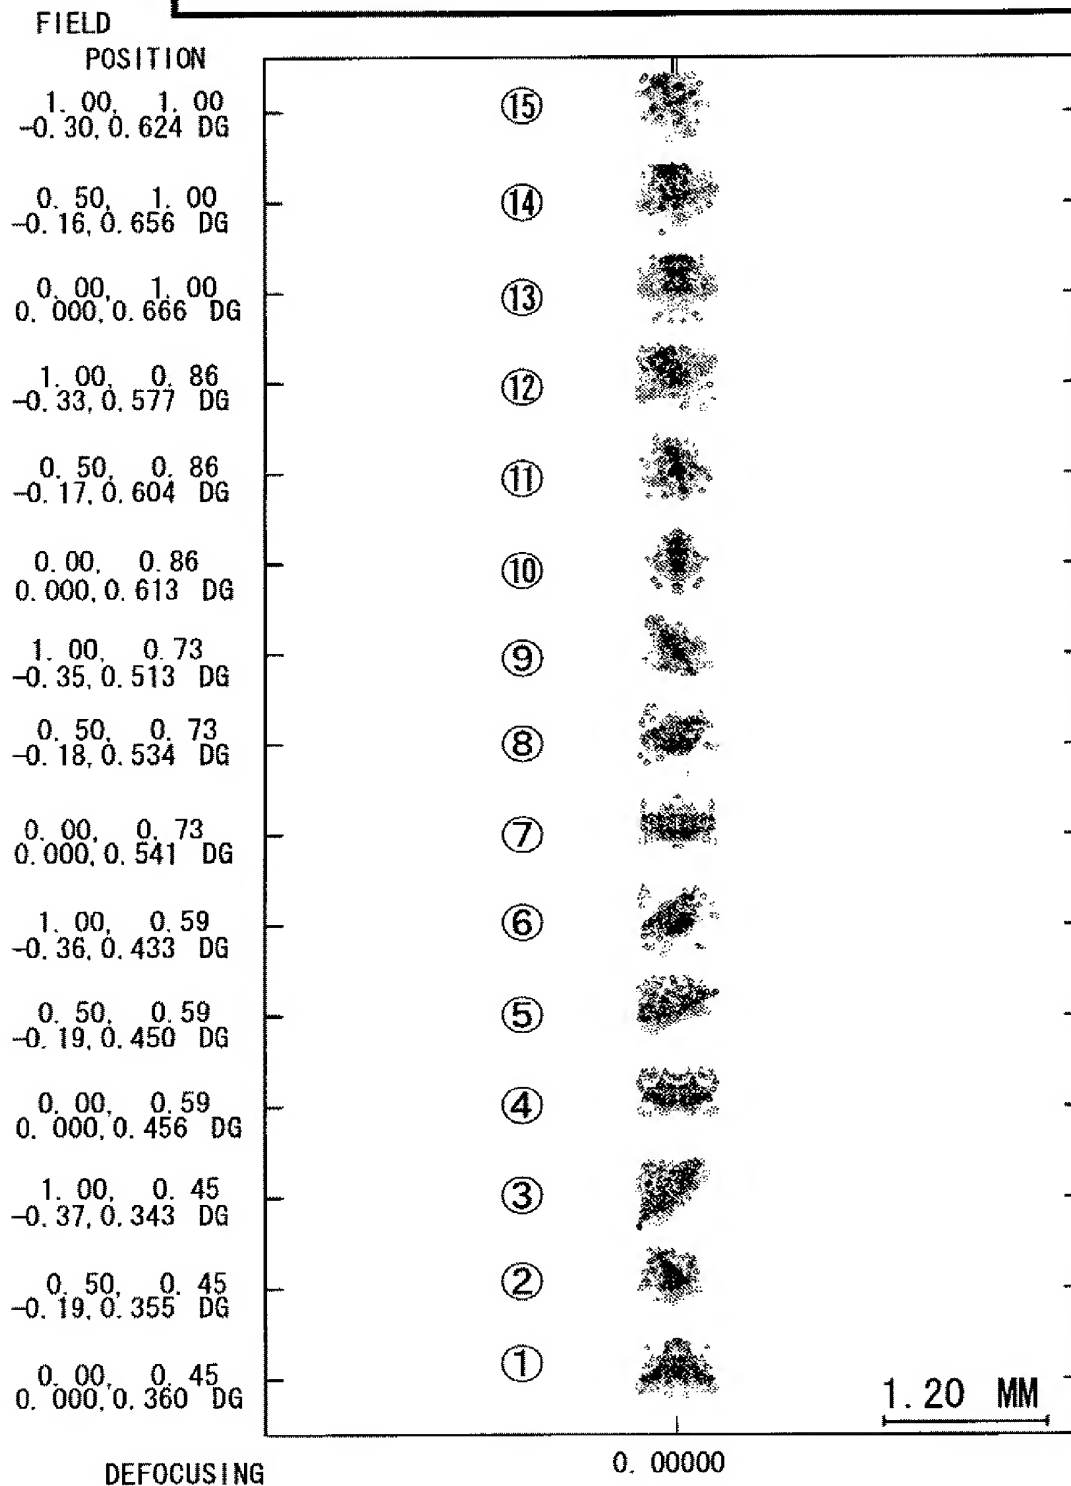 FIELD
POSITION
1.00, 1.00
-0.30,0.624 DG
⑮
0.50, 1.00
-0.16,0.656 DG
⑭
0.00, 1.00
0.000,0.666 DG
⑬
1.00, 0.86
-0.33,0.577 DG
⑫
0.50, 0.86
-0.17,0.604 DG
⑪
0.00, 0.86
0.000,0.613 DG
⑩
1.00, 0.73
-0.35,0.513 DG
⑨
0.50, 0.73
-0.18,0.534 DG
⑧
0.00, 0.73
0.000,0.541 DG
⑦
1.00, 0.59
-0.36,0.433 DG
⑥
0.50, 0.59
-0.19,0.450 DG
⑤
0.00, 0.59
0.000,0.456 DG
④
1.00, 0.45
-0.37,0.343 DG
③
0.50, 0.45
-0.19,0.355 DG
②
0.00, 0.45
0.000,0.360 DG
①
1.20 MM
DEFOCUSING
0.00000